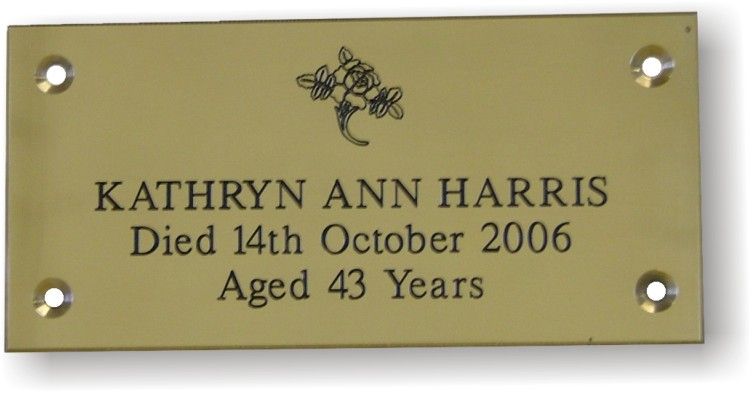 KATHRYN ANN HARRIS
Died 14th October 2006
Aged 43 Years